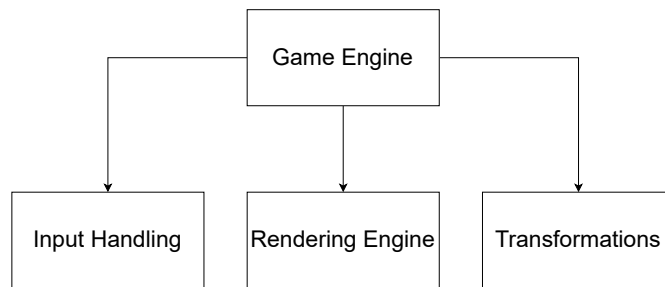 Game Engine
Input Handling
Rendering Engine
Transformations